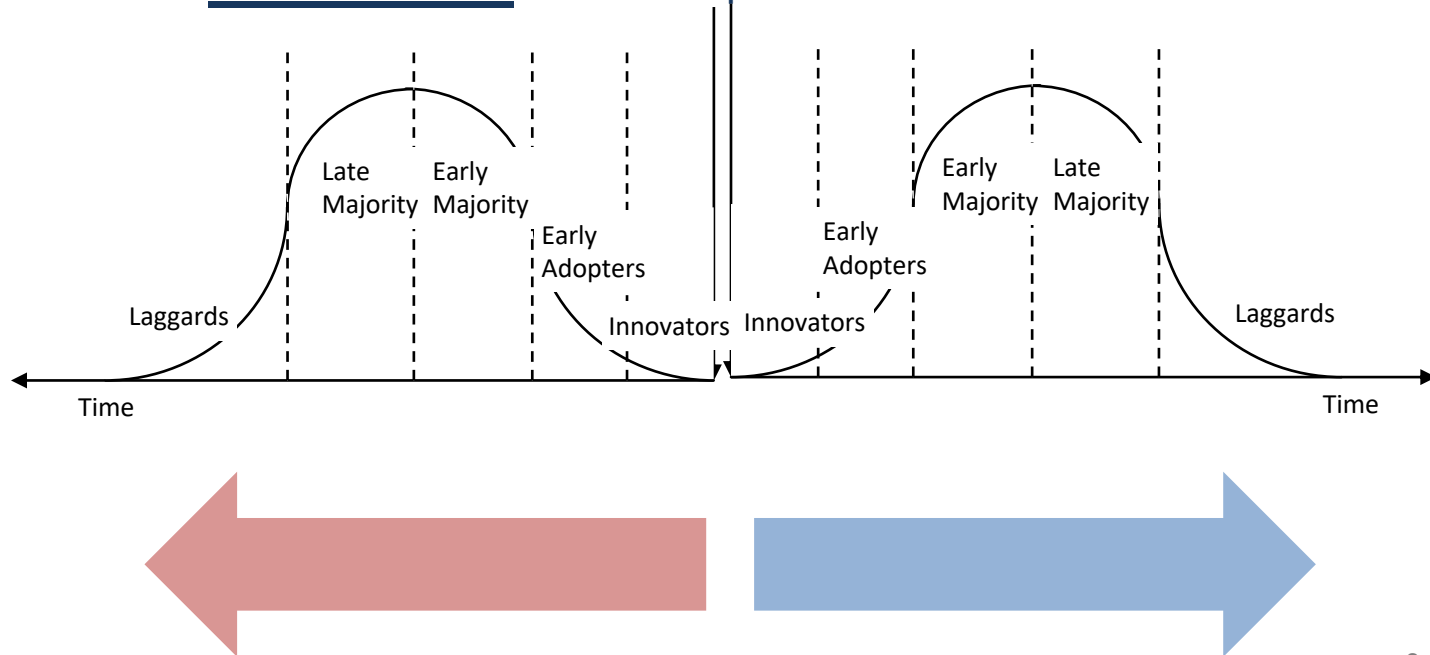 Late
Majority
Early
Majority
Early
Adopters
Laggards
Innovators
Time
Early
Majority
Late
Majority
Early
Adopters
Innovators
Laggards
Time